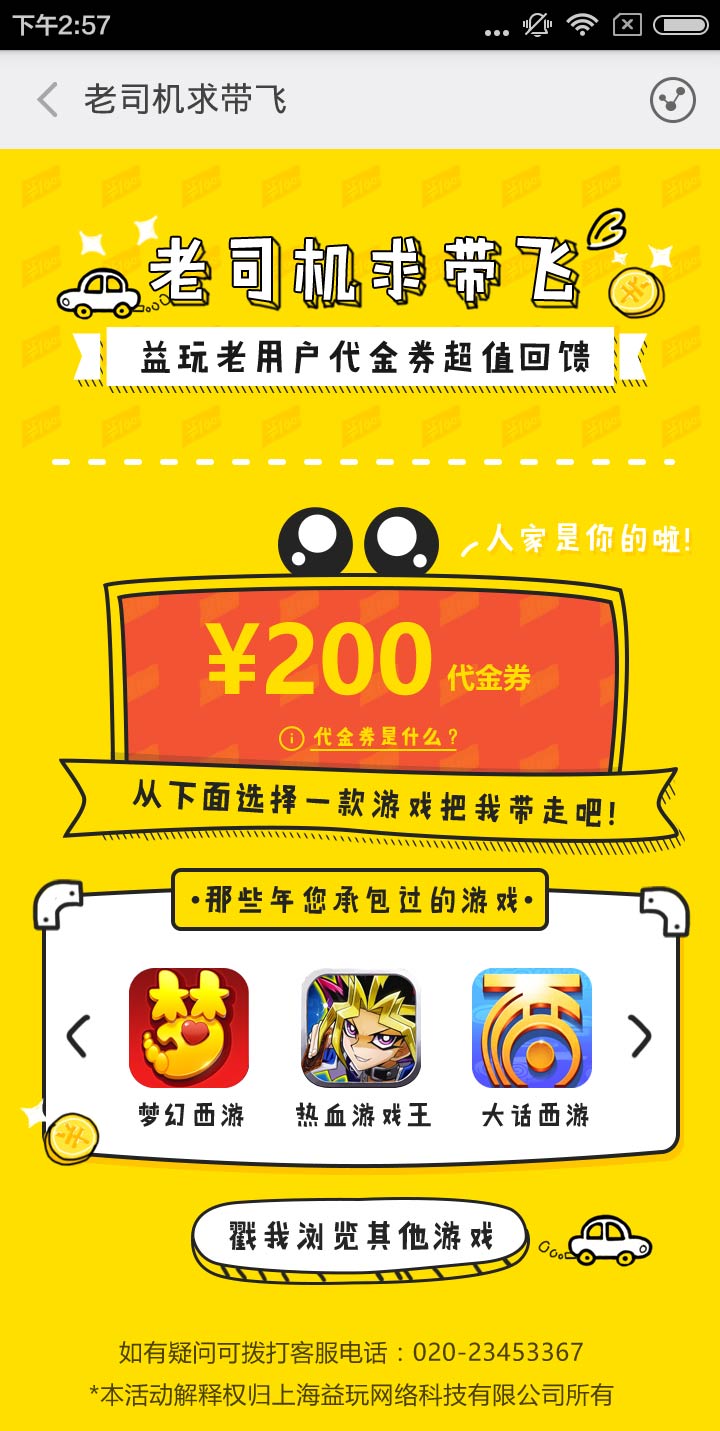 下午2:57
老司机求带飞
老司机求带飞
益玩老用户代金券超值回馈
人家是你的啦!
¥200 代金券
代金券是什么?
从下面选择一款游戏把我带走吧!
·那些年您承包过的游戏·
梦幻西游 热血游戏王 大话西游
戳我浏览其他游戏
如有疑问可拨打客服电话：020-23453367
*本活动解释权归上海益玩网络科技有限公司所有